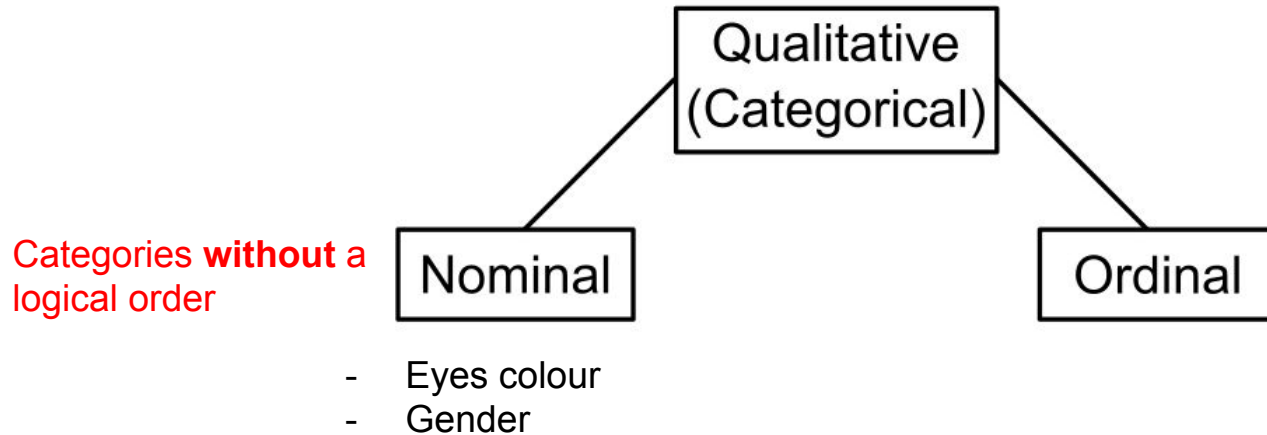 Qualitative
(Categorical)
Categories without a
logical order
Nominal
Ordinal
- Eyes colour
- Gender